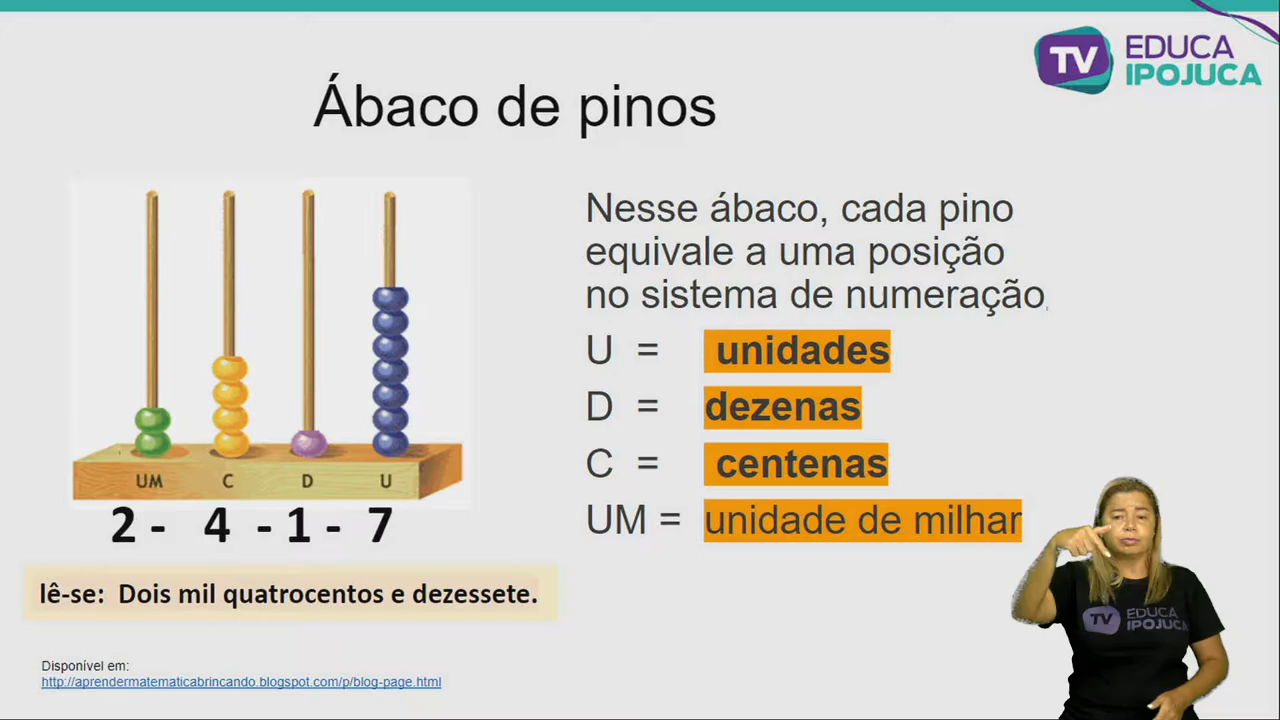 TV EDUCA
IPOJUCA
Ábaco de pinos
Nesse ábaco, cada pino
equivale a uma posição
no sistema de numeração,
U = unidades
D = dezenas
C = centenas
UM = unidade de milhar
UM C D U
2 - 4 - 1 - 7
lê-se: Dois mil quatrocentos e dezessete.
Disponível em:
http://aprendermatematicabrincando.blogspot.com/p/blog-page.html
TV EDUCA
IPOJUCA